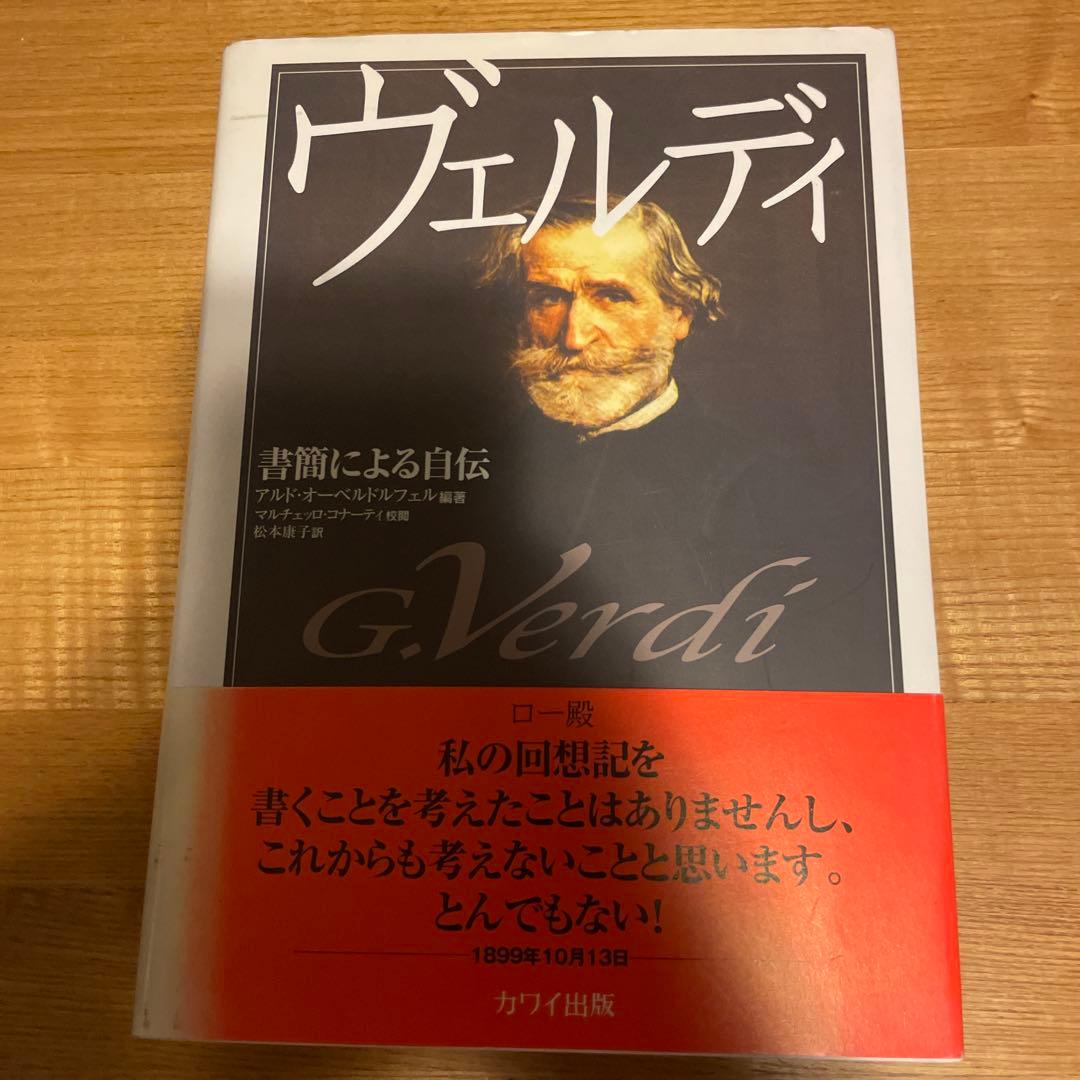 ヴェルディ
書簡による自伝
アルド・オーベルドルフェル編著
マルチェッロ・コナーティ校閲
松本康子訳
G.Verdi
ロー殿
私の回想記を
書くことを考えたことはありませんし、
これからも考えないことと思います。
とんでもない!
1899年10月13日
カワイ出版